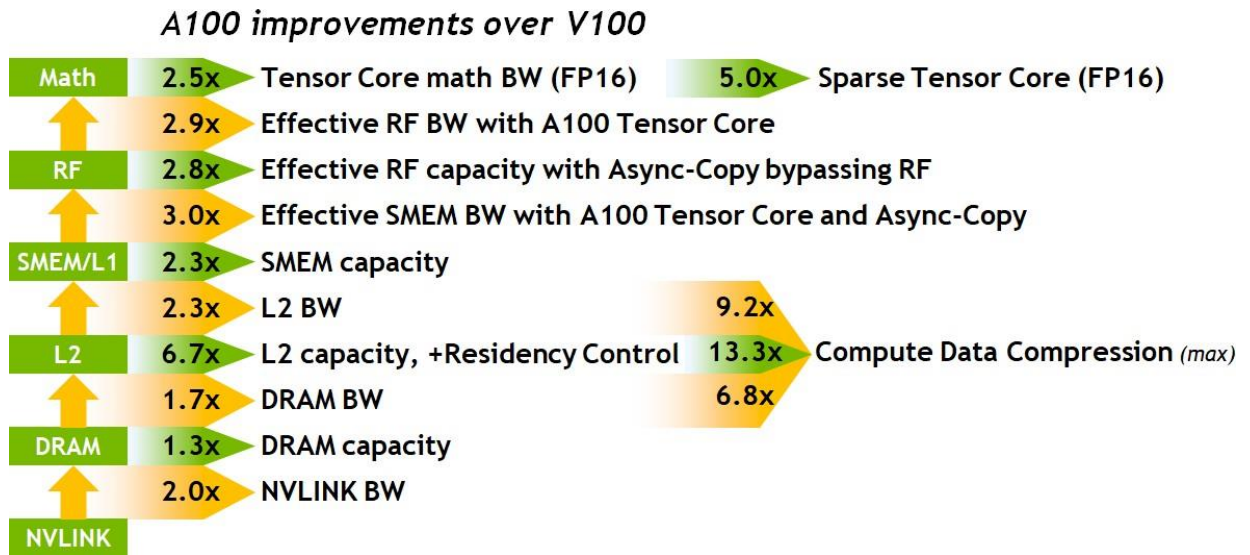 A100 improvements over V100
Math 2.5x Tensor Core math BW (FP16) 5.0x Sparse Tensor Core (FP16)
2.9x Effective RF BW with A100 Tensor Core
RF 2.8x Effective RF capacity with Async-Copy bypassing RF
3.0x Effective SMEM BW with A100 Tensor Core and Async-Copy
SMEM/L1 2.3x SMEM capacity
2.3x L2 BW 9.2x
L2 6.7x L2 capacity, +Residency Control 13.3x Compute Data Compression (max)
1.7x DRAM BW 6.8x
DRAM 1.3x DRAM capacity
2.0x NVLINK BW
NVLINK